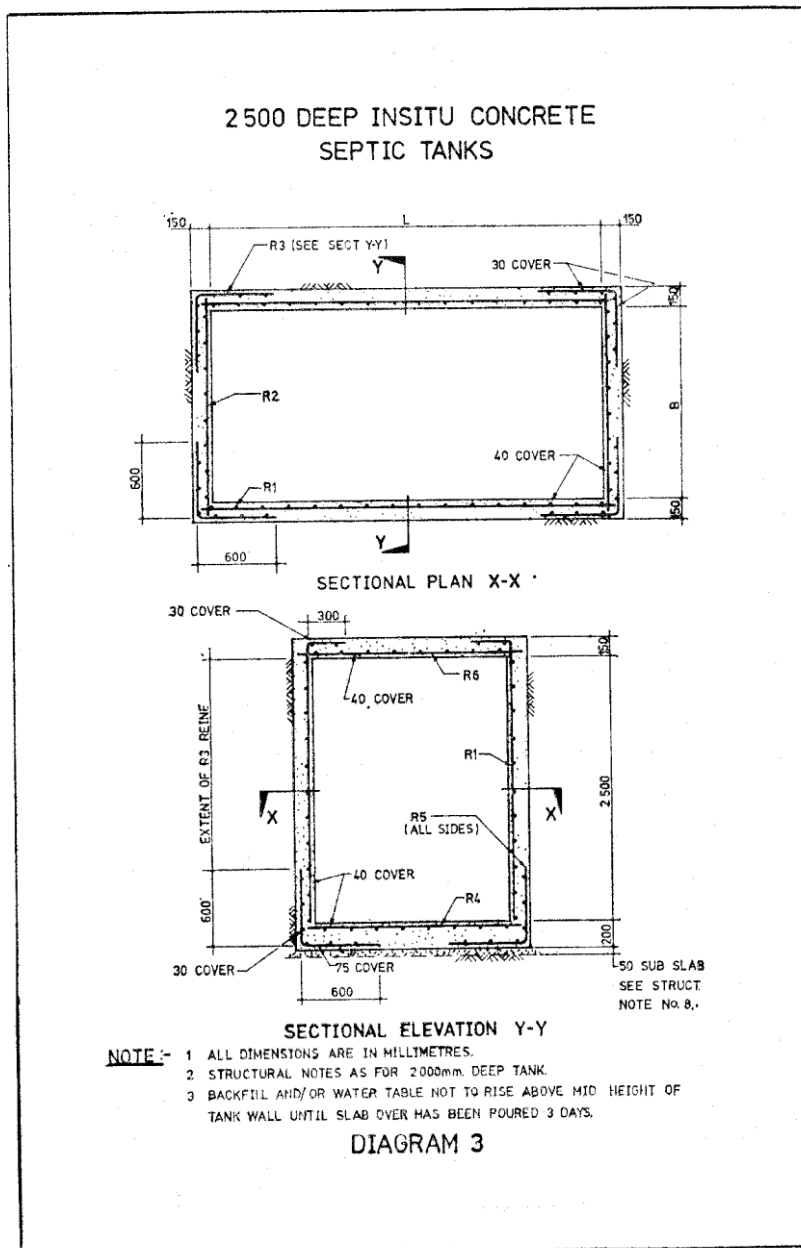 2500 DEEP INSITU CONCRETE
SEPTIC TANKS
150
L
150
R3 (SEE SECT Y-Y)
Y
30 COVER
150
R2
B
600
40 COVER
R1
150
Y
600
SECTIONAL PLAN X-X
30 COVER
300
150
R6
40 COVER
EXTENT OF R3 REINF
R1
2500
X
R5
(ALL SIDES)
X
40 COVER
R4
600
200
30 COVER
75 COVER
600
50 SUB SLAB
SEE STRUCT
NOTE No. 8.
SECTIONAL ELEVATION Y-Y
NOTE:- 1 ALL DIMENSIONS ARE IN MILLIMETRES.
2 STRUCTURAL NOTES AS FOR 2000mm. DEEP TANK.
3 BACKFILL AND/OR WATER TABLE NOT TO RISE ABOVE MID HEIGHT OF
TANK WALL UNTIL SLAB OVER HAS BEEN POURED 3 DAYS.
DIAGRAM 3